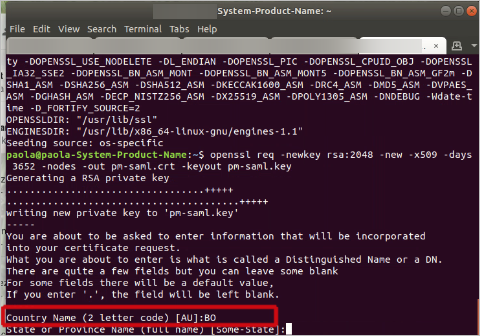 System-Product-Name: ~
File Edit View Search Terminal Tabs Help
ty -DOPENSSL_USE_NODELETE -DL_ENDIAN -DOPENSSL_PIC -DOPENSSL_CPUID_OBJ -DOPENSSL
_IA32_SSE2 -DOPENSSL_BN_ASM_MONT -DOPENSSL_BN_ASM_MONT5 -DOPENSSL_BN_ASM_GF2m -D
SHA1_ASM -DSHA256_ASM -DSHA512_ASM -DKECCAK1600_ASM -DRC4_ASM -DMD5_ASM -DVPAES_
ASM -DGHASH_ASM -DECP_NISTZ256_ASM -DX25519_ASM -DPOLY1305_ASM -DNDEBUG -Wdate-t
ime -D_FORTIFY_SOURCE=2
OPENSSLDIR: "/usr/lib/ssl"
ENGINESDIR: "/usr/lib/x86_64-linux-gnu/engines-1.1"
Seeding source: os-specific
paola@paola-System-Product-Name:~$ openssl req -newkey rsa:2048 -new -x509 -days
3652 -nodes -out pm-saml.crt -keyout pm-saml.key
Generating a RSA private key
..................................+++++
........................................+++++
writing new private key to 'pm-saml.key'
-----
You are about to be asked to enter information that will be incorporated
into your certificate request.
What you are about to enter is what is called a Distinguished Name or a DN.
There are quite a few fields but you can leave some blank
For some fields there will be a default value,
If you enter '.', the field will be left blank.
Country Name (2 letter code) [AU]:BO
State or Province Name (full name) [Some-State]: